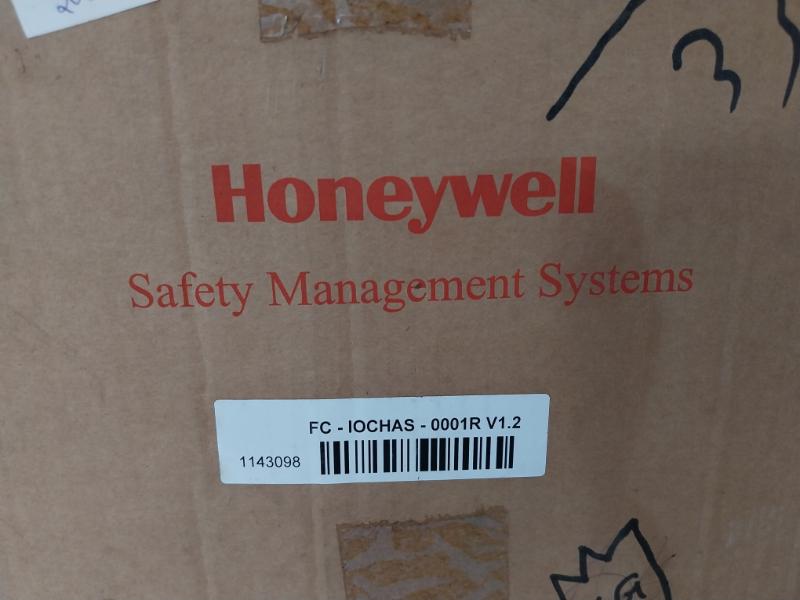 Honeywell
Safety Management Systems
FC - IOCHAS - 0001R V1.2
1143098